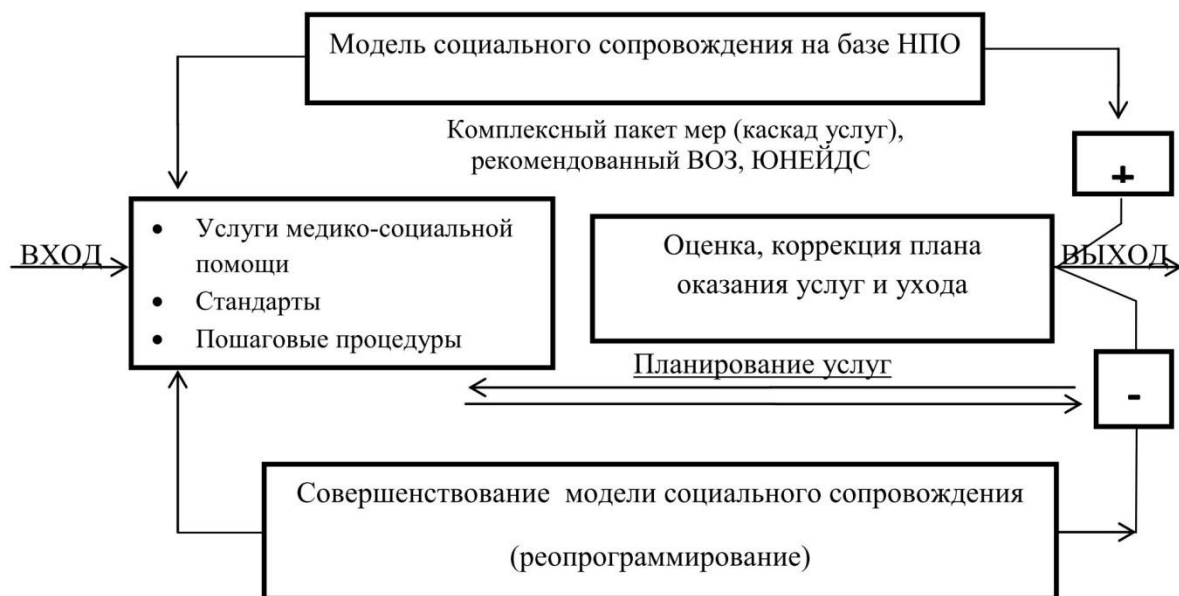 Модель социального сопровождения на базе НПО
Комплексный пакет мер (каскад услуг),
рекомендованный ВОЗ, ЮНЕЙДС
+
ВХОД
• Услуги медико-социальной
помощи
• Стандарты
• Пошаговые процедуры
Оценка, коррекция плана
оказания услуг и ухода
ВЫХОД
Планирование услуг
-
Совершенствование модели социального сопровождения
(реопрограммирование)